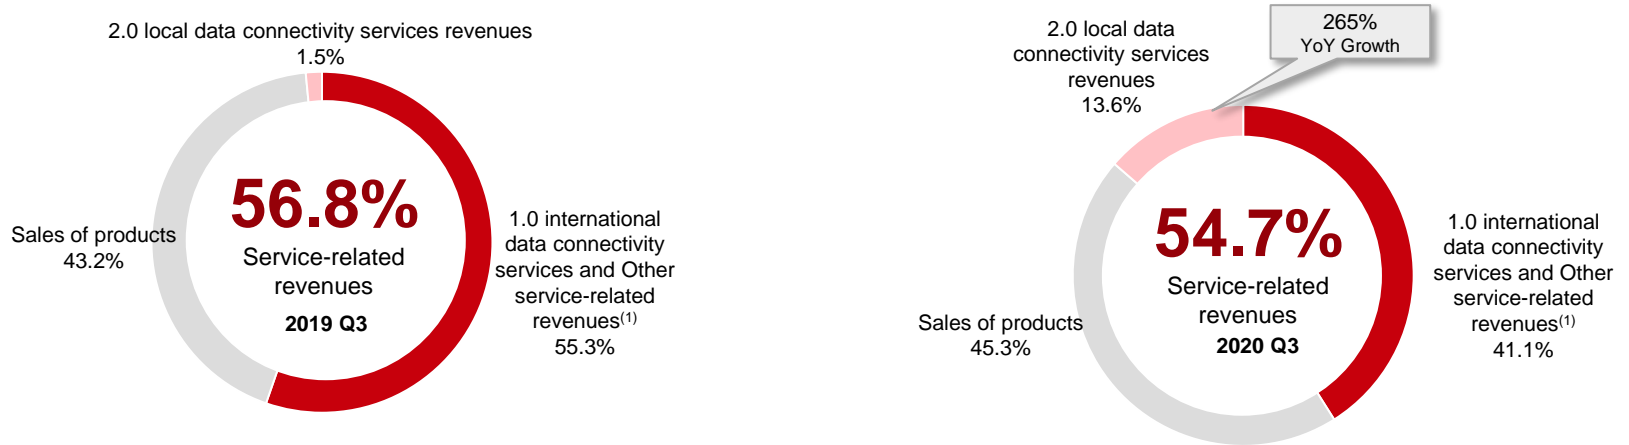 2.0 local data connectivity services revenues
1.5%
Sales of products
43.2%
56.8%
Service-related
revenues
2019 Q3
1.0 international
data connectivity
services and Other
service-related
revenues(1)
55.3%
2.0 local data
connectivity services
revenues
13.6%
265%
YoY Growth
Sales of products
45.3%
54.7%
Service-related
revenues
2020 Q3
1.0 international
data connectivity
services and Other
service-related
revenues(1)
41.1%